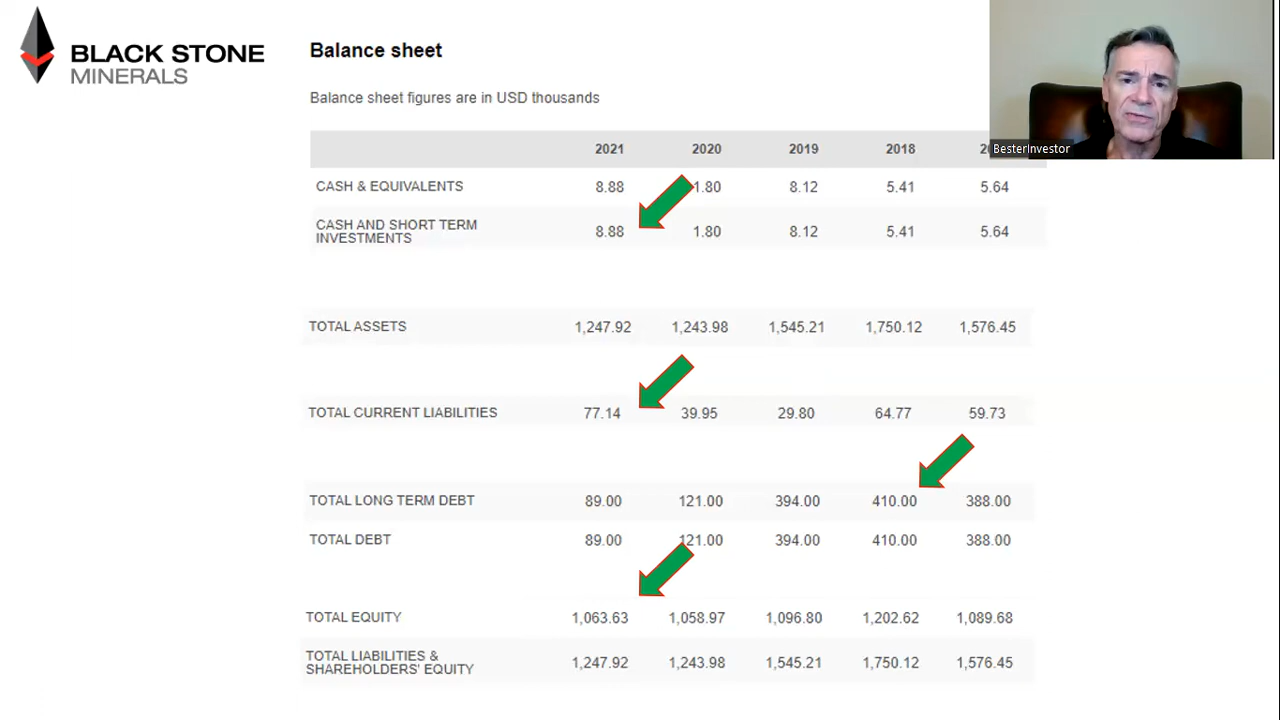 BLACK STONE
MINERALS
Balance sheet
Balance sheet figures are in USD thousands
BesterInvestor
2021 2020 2019 2018
CASH & EQUIVALENTS 8.88 1.80 8.12 5.41 5.64
CASH AND SHORT TERM
INVESTMENTS 8.88 1.80 8.12 5.41 5.64
TOTAL ASSETS 1,247.92 1,243.98 1,545.21 1,750.12 1,576.45
TOTAL CURRENT LIABILITIES 77.14 39.95 29.80 64.77 59.73
TOTAL LONG TERM DEBT 89.00 121.00 394.00 410.00 388.00
TOTAL DEBT 89.00 121.00 394.00 410.00 388.00
TOTAL EQUITY 1,063.63 1,058.97 1,096.80 1,202.62 1,089.68
TOTAL LIABILITIES &
SHAREHOLDERS' EQUITY 1,247.92 1,243.98 1,545.21 1,750.12 1,576.45